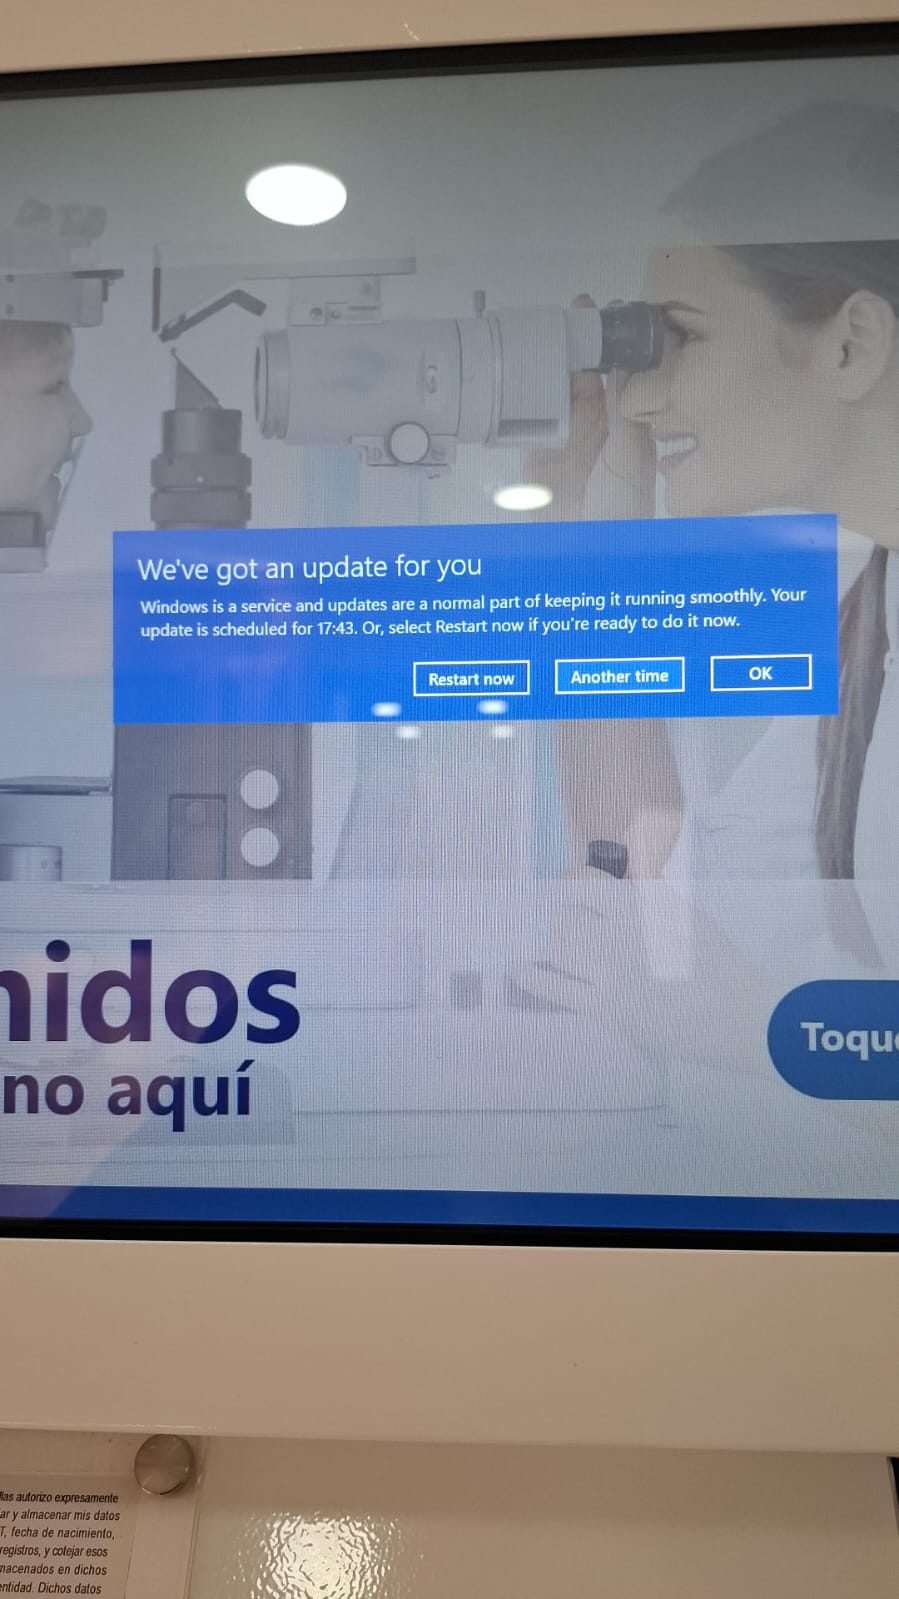 We've got an update for you
Windows is a service and updates are a normal part of keeping it running smoothly. Your
update is scheduled for 17:43. Or, select Restart now if you're ready to do it now.
Restart now
Another time
OK
nidos
no aquí
Toque
llas autorizo expresamente
ar y almacenar mis datos
T, fecha de nacimiento,
registros, y cotejar esos
macenados en dichos
entidad. Dichos datos